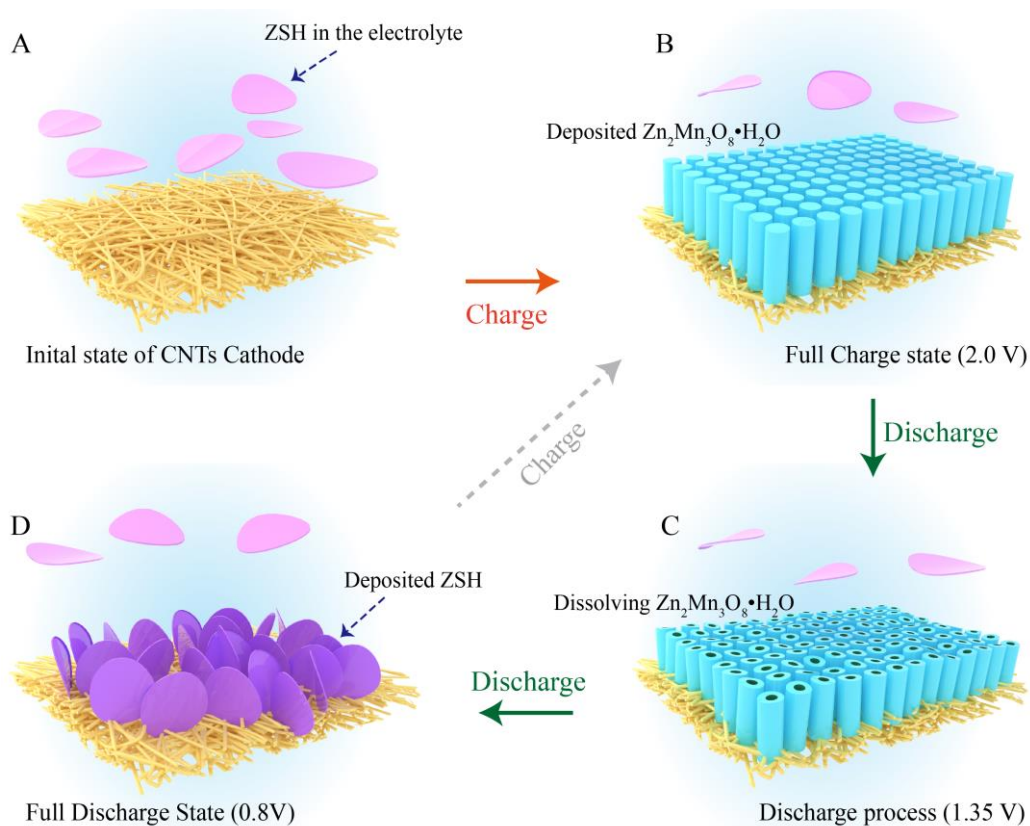 A
ZSH in the electrolyte
Inital state of CNTs Cathode
Charge
B
Deposited Zn₂Mn₃O₈•H₂O
Full Charge state (2.0 V)
Discharge
Charge
D
Deposited ZSH
Full Discharge State (0.8V)
Discharge
C
Dissolving Zn₂Mn₃O₈•H₂O
Discharge process (1.35 V)